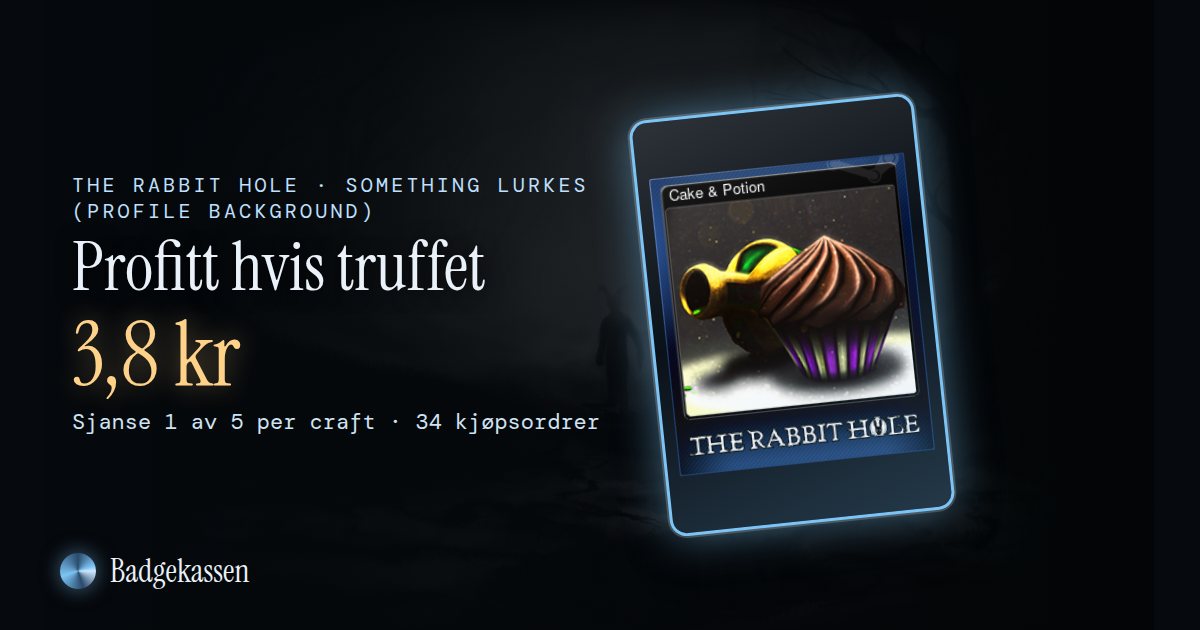 THE RABBIT HOLE · SOMETHING LURKES
(PROFILE BACKGROUND)
Profitt hvis truffet
3,8 kr
Sjanse 1 av 5 per craft · 34 kjøpsordrer
Cake & Potion
THE RABBIT HOLE
Badgekassen